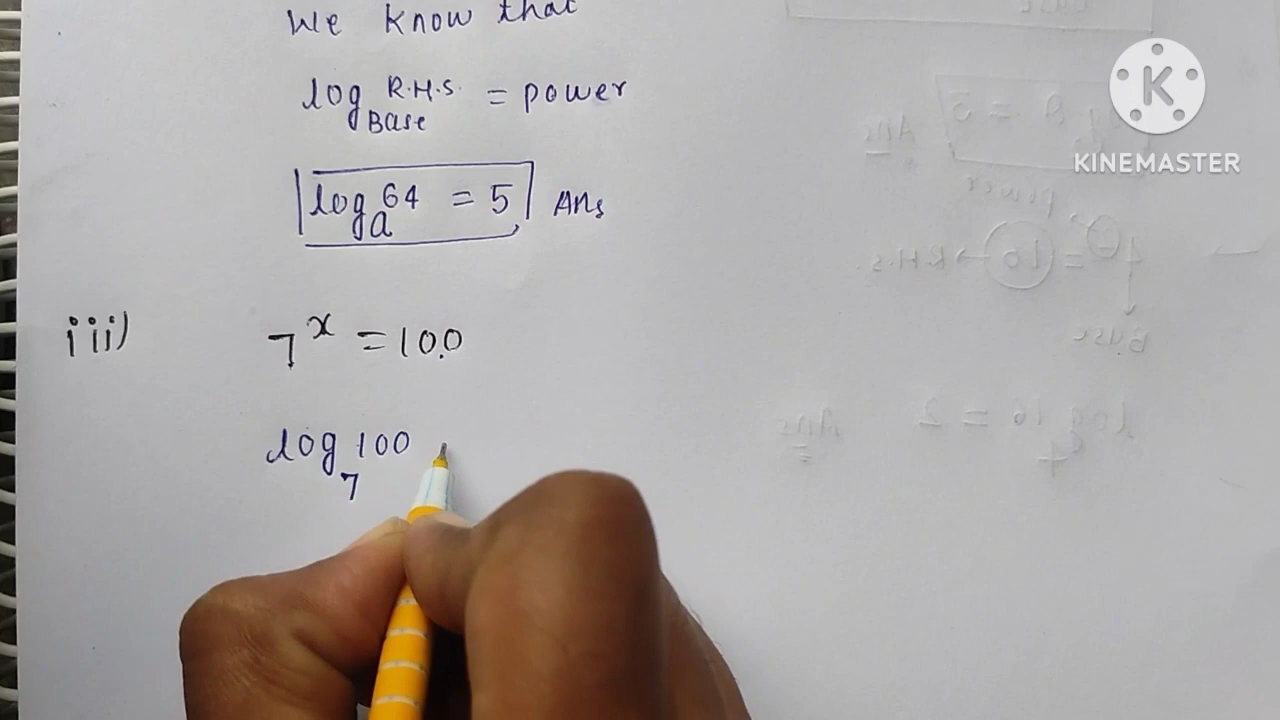 We know that
log_Base R.H.S. = power
log_a 64 = 5 Ans
iii) 7^x = 100
log_7 100
KINEMASTER